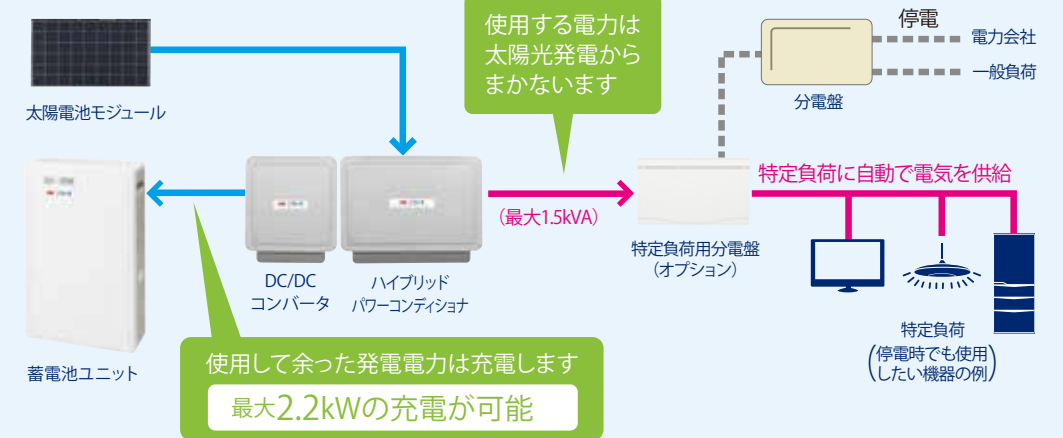 使用する電力は
太陽光発電から
まかないます
停電
電力会社
一般負荷
分電盤
太陽電池モジュール
特定負荷に自動で電気を供給
(最大1.5kVA)
特定負荷用分電盤
(オプション)
DC/DC
コンバータ
ハイブリッド
パワーコンディショナ
蓄電池ユニット
特定負荷
(停電時でも使用
したい機器の例)
使用して余った発電電力は充電します
最大2.2kWの充電が可能